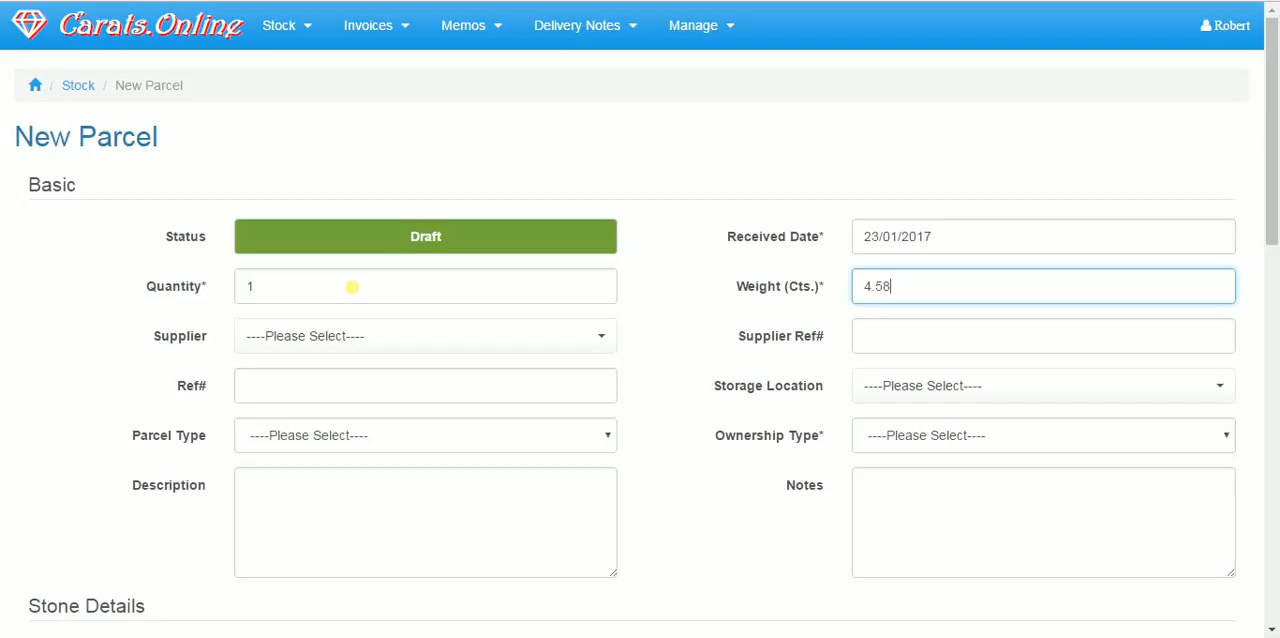 Carats.Online Stock Invoices Memos Delivery Notes Manage Robert
/ Stock / New Parcel
New Parcel
Basic
Status Draft Received Date* 23/01/2017
Quantity* 1 Weight (Cts.)* 4.58
Supplier ----Please Select---- Supplier Ref#
Ref# Storage Location ----Please Select----
Parcel Type ----Please Select---- Ownership Type* ----Please Select----
Description Notes
Stone Details